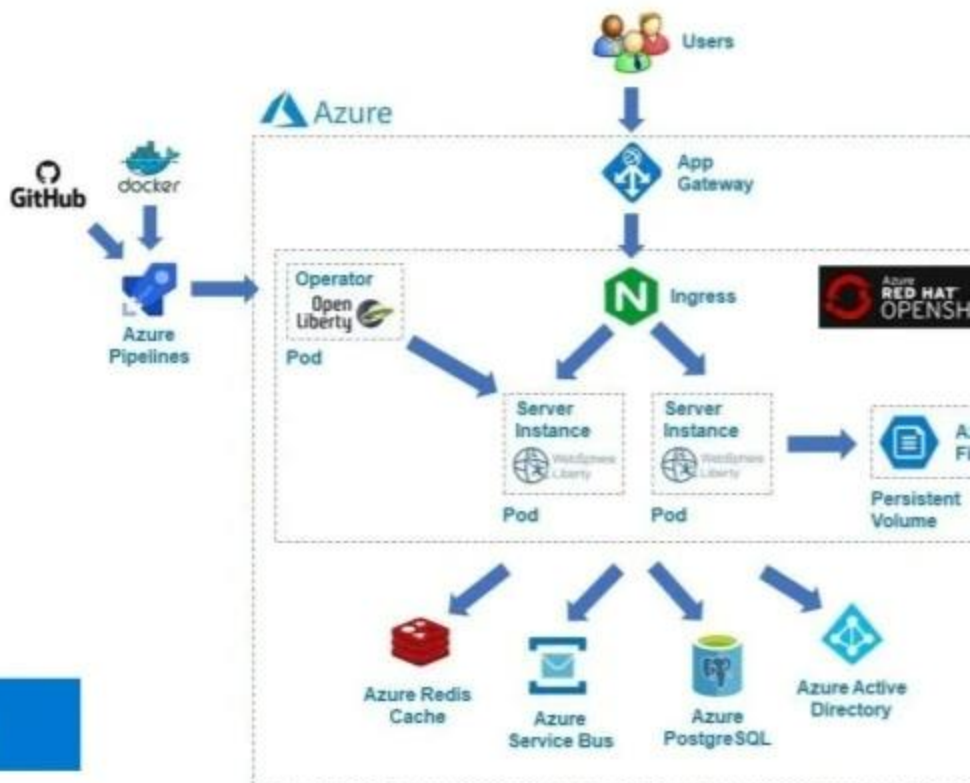 Users
Azure
App
Gateway
GitHub
docker
Azure
Pipelines
Operator
Open
Liberty
Pod
N
Ingress
Azure
RED HAT
OPENSH
Server
Instance
WebSphere
Liberty
Pod
Server
Instance
WebSphere
Liberty
Pod
Persistent
Volume
Azure Redis
Cache
Azure
Service Bus
Azure
PostgreSQL
Azure Active
Directory